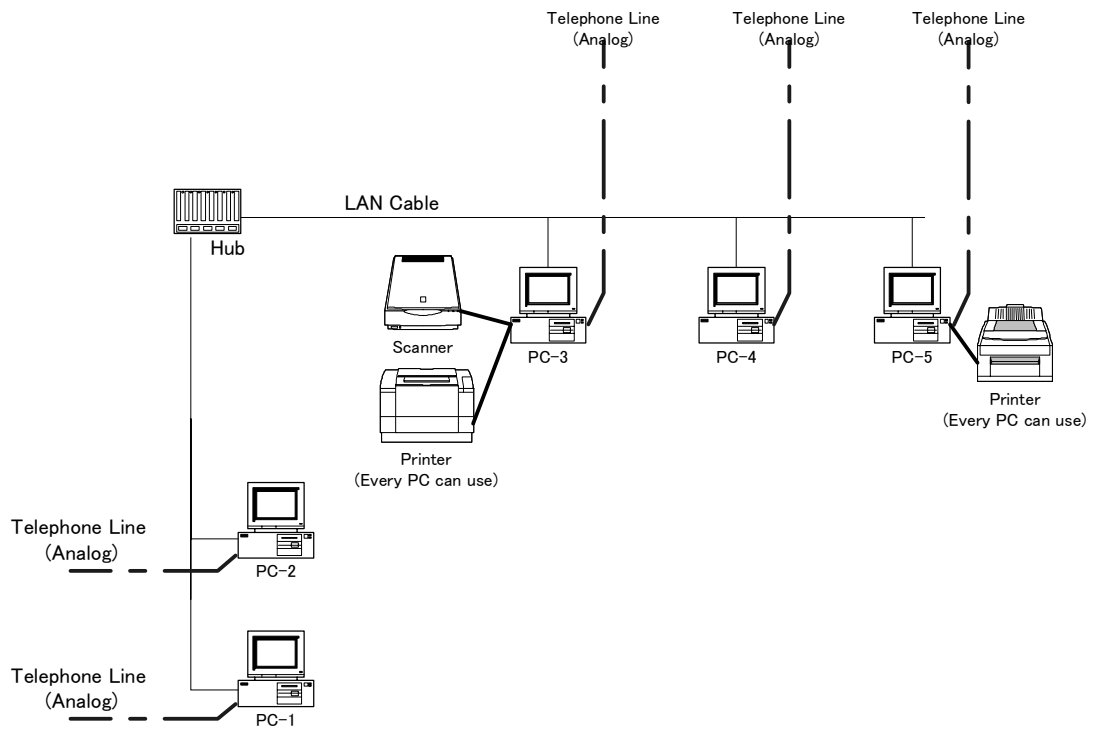 Telephone Line
(Analog)
Telephone Line
(Analog)
Telephone Line
(Analog)
LAN Cable
Hub
Scanner
PC-3
PC-4
PC-5
Printer
(Every PC can use)
Printer
(Every PC can use)
Telephone Line
(Analog)
PC-2
Telephone Line
(Analog)
PC-1